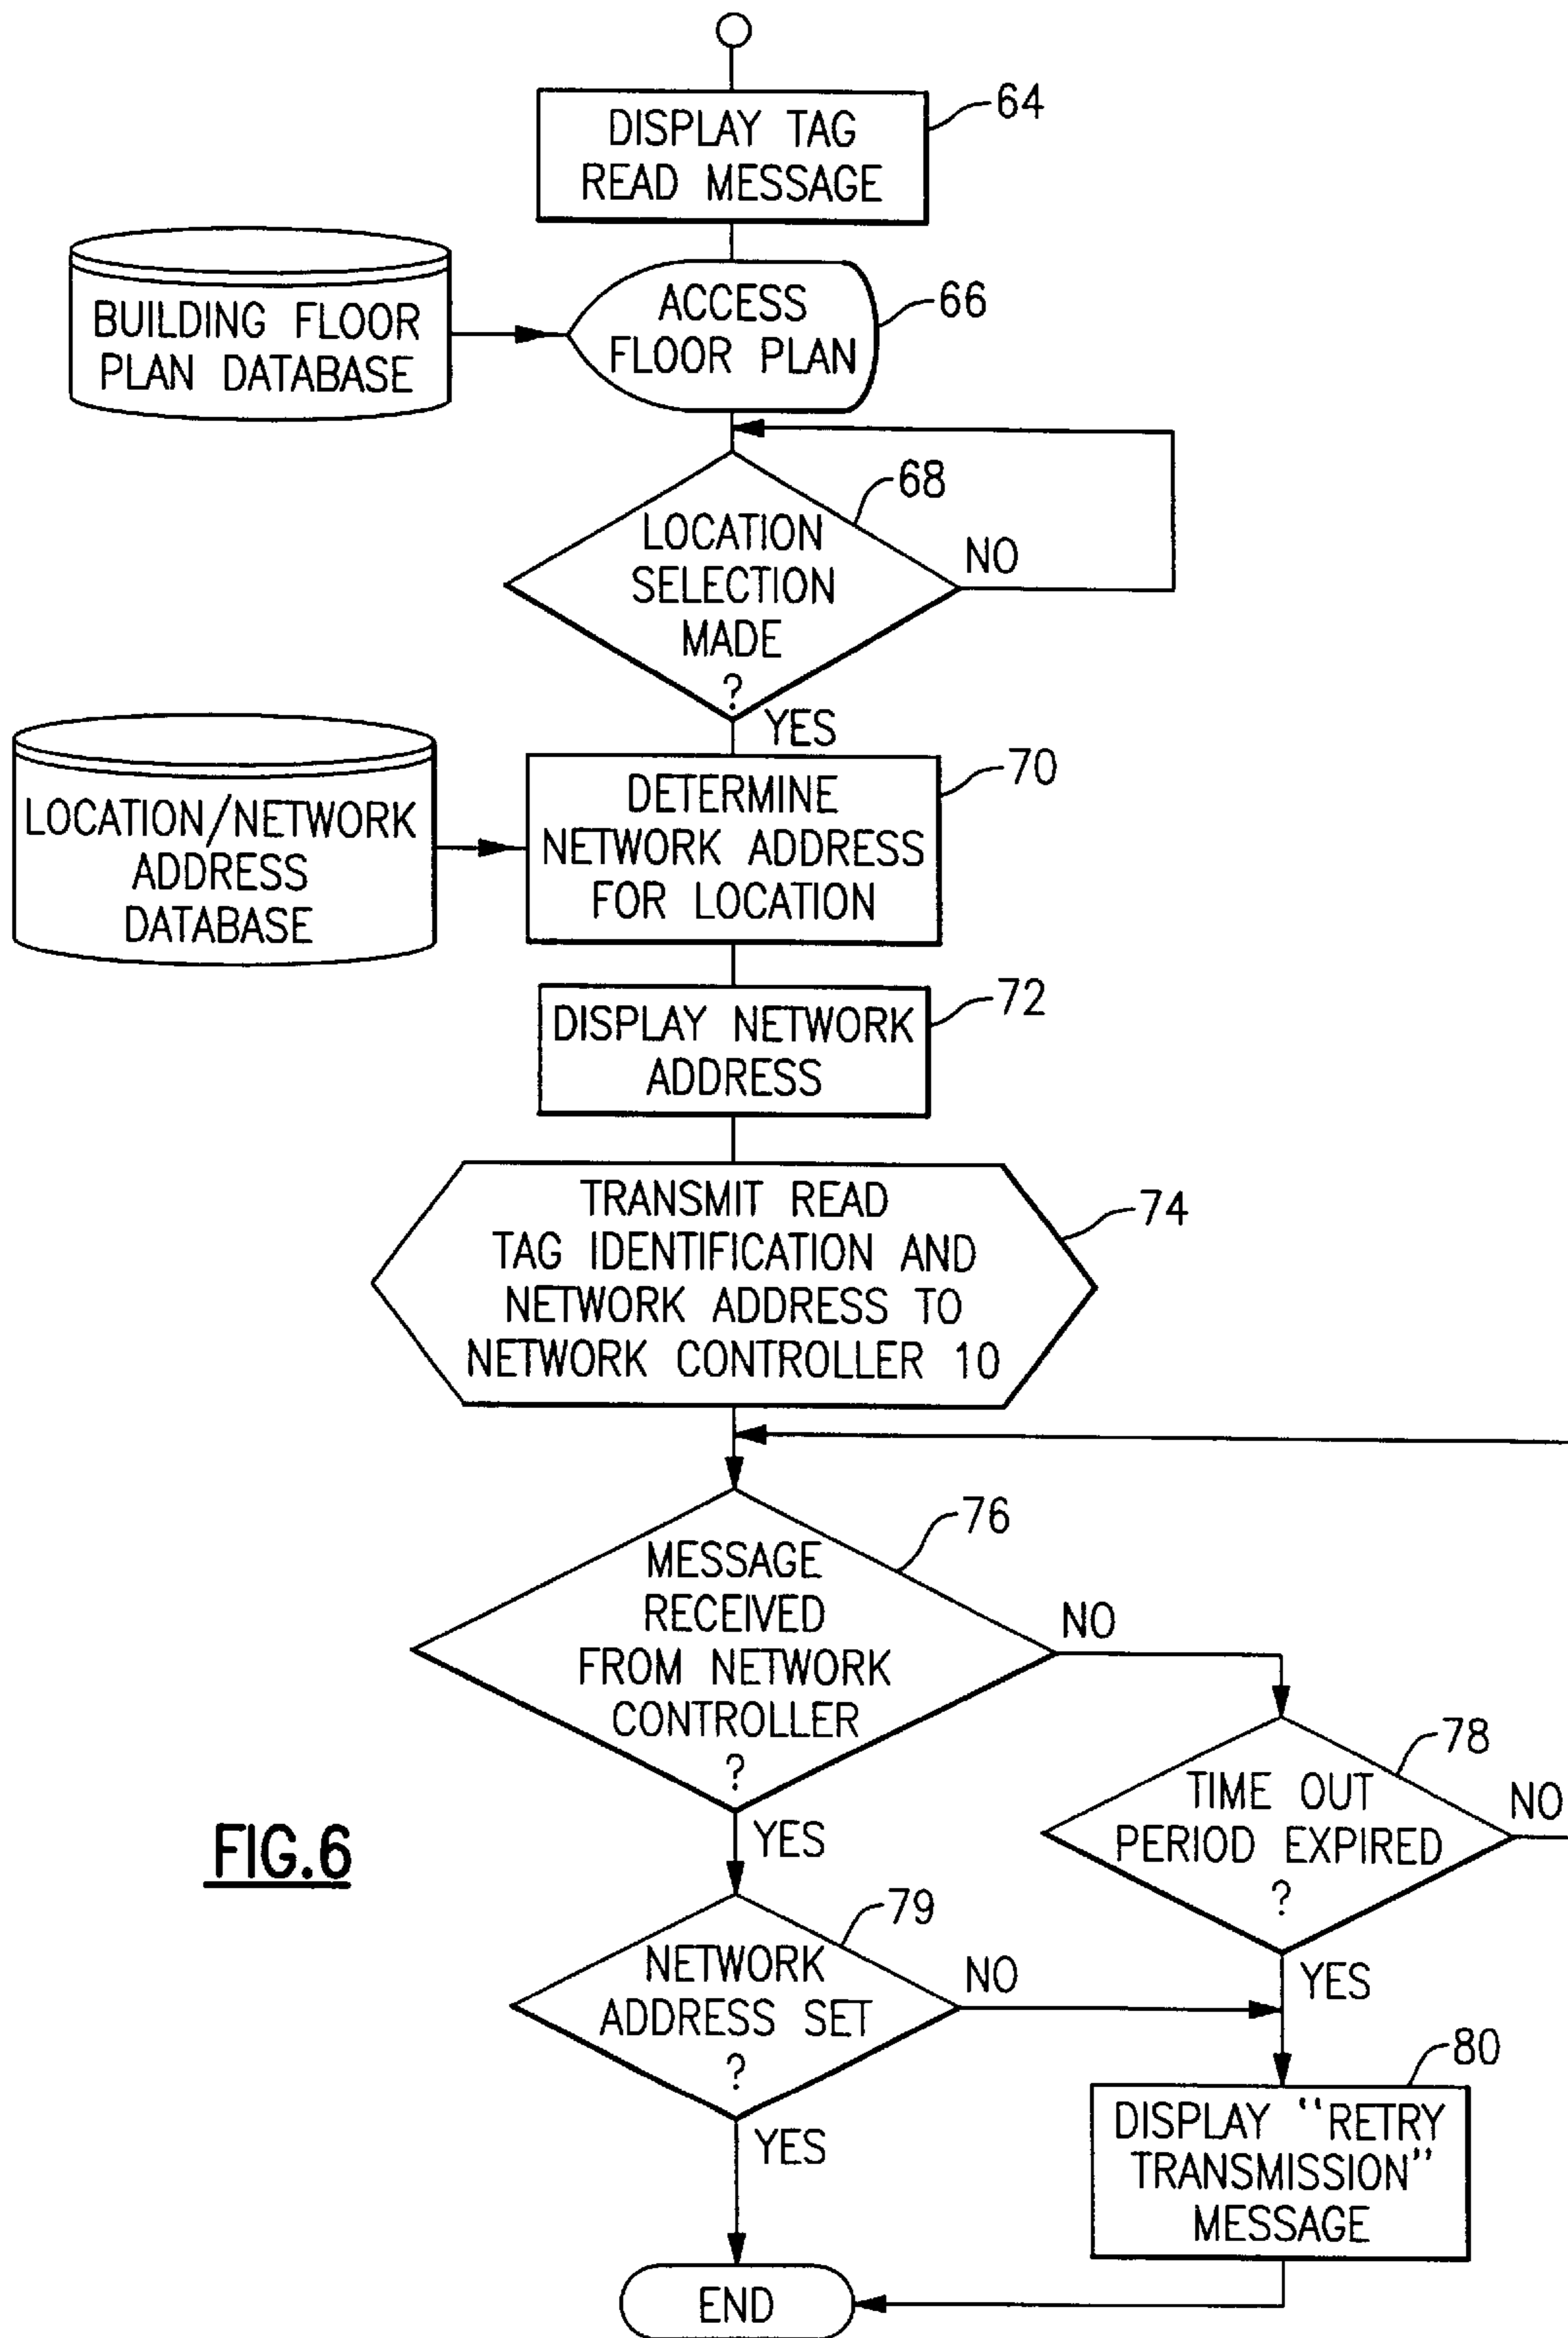 DISPLAY TAG
READ MESSAGE
64
BUILDING FLOOR
PLAN DATABASE
ACCESS
FLOOR PLAN
66
LOCATION
SELECTION
MADE
?
68
NO
YES
LOCATION/NETWORK
ADDRESS
DATABASE
DETERMINE
NETWORK ADDRESS
FOR LOCATION
70
DISPLAY NETWORK
ADDRESS
72
TRANSMIT READ
TAG IDENTIFICATION AND
NETWORK ADDRESS TO
NETWORK CONTROLLER 10
74
MESSAGE
RECEIVED
FROM NETWORK
CONTROLLER
?
76
NO
YES
TIME OUT
PERIOD EXPIRED
?
78
NO
YES
FIG.6
NETWORK
ADDRESS SET
?
79
NO
YES
DISPLAY "RETRY
TRANSMISSION"
MESSAGE
80
END